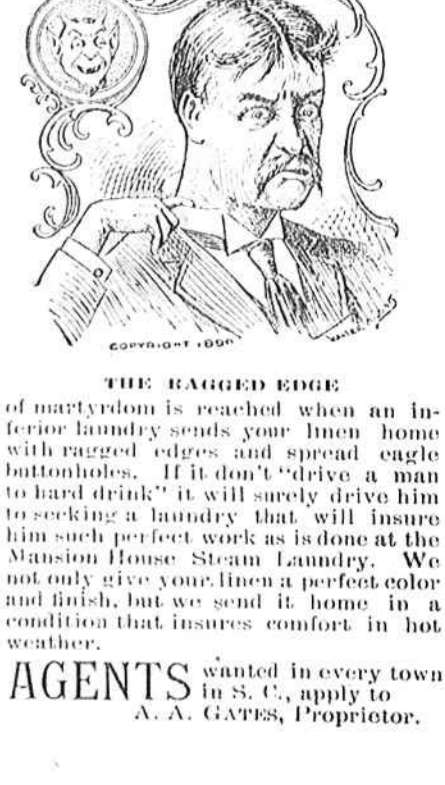 COPYRIGHT 1899
THE RAGGED EDGE
of martyrdom is reached when an in-
ferior laundry sends your linen home
with ragged edges and spread eagle
buttonholes. If it don't "drive a man
to hard drink" it will surely drive him
to seeking a laundry that will insure
him such perfect work as is done at the
Mansion House Steam Laundry. We
not only give your linen a perfect color
and finish, but we send it home in a
condition that insures comfort in hot
weather.
AGENTS wanted in every town
in S. C., apply to
A. A. GATES, Proprietor.